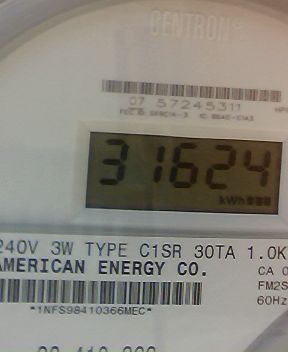 CENTRON
07 57245311
31624
kWh
240V 3W TYPE C1SR 30TA 1.0K
AMERICAN ENERGY CO.
CA
FM2S
60Hz
*1NFS98410366MEC*